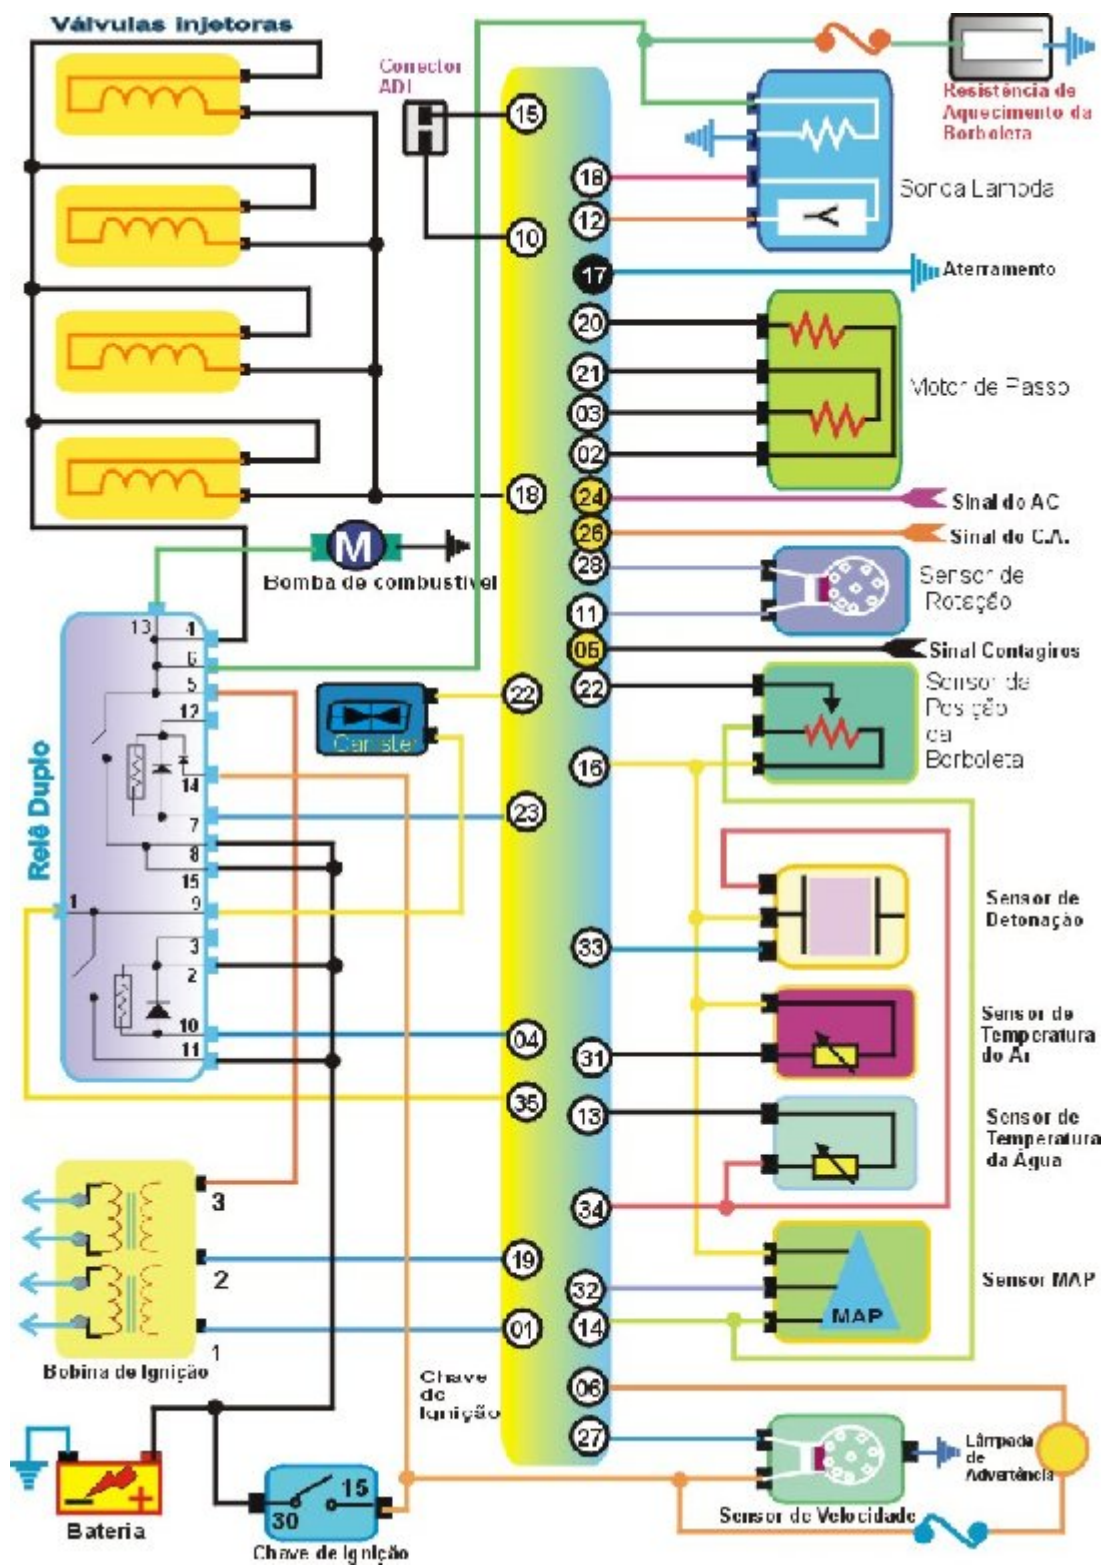 Válvulas injetoras
Conector
ADL
15
10
18
12
17
20
21
03
02
18
24
26
28
11
05
22
22
16
23
33
04
31
35
13
34
19
32
01
14
06
27
Resistência de
Aquecimento da
Borboleta
Sonda Lambda
Aterramento
Motor de Passo
Sinal do AC
Sinal do C.A.
Sensor de
Rotação
Sinal Contagiros
Sensor da
Posição
da
Borboleta
Sensor de
Detonação
Sensor de
Temperatura
do Ar
Sensor de
Temperatura
da Água
MAP
Sensor MAP
Lâmpada
de
Advertência
Sensor de Velocidade
M
Bomba de combustível
Canister
Relê Duplo
13
4
6
5
12
14
7
8
15
1
9
3
2
10
11
3
2
1
Bobina de Ignição
Chave
de
Ignição
Bateria
30
15
Chave de Ignição